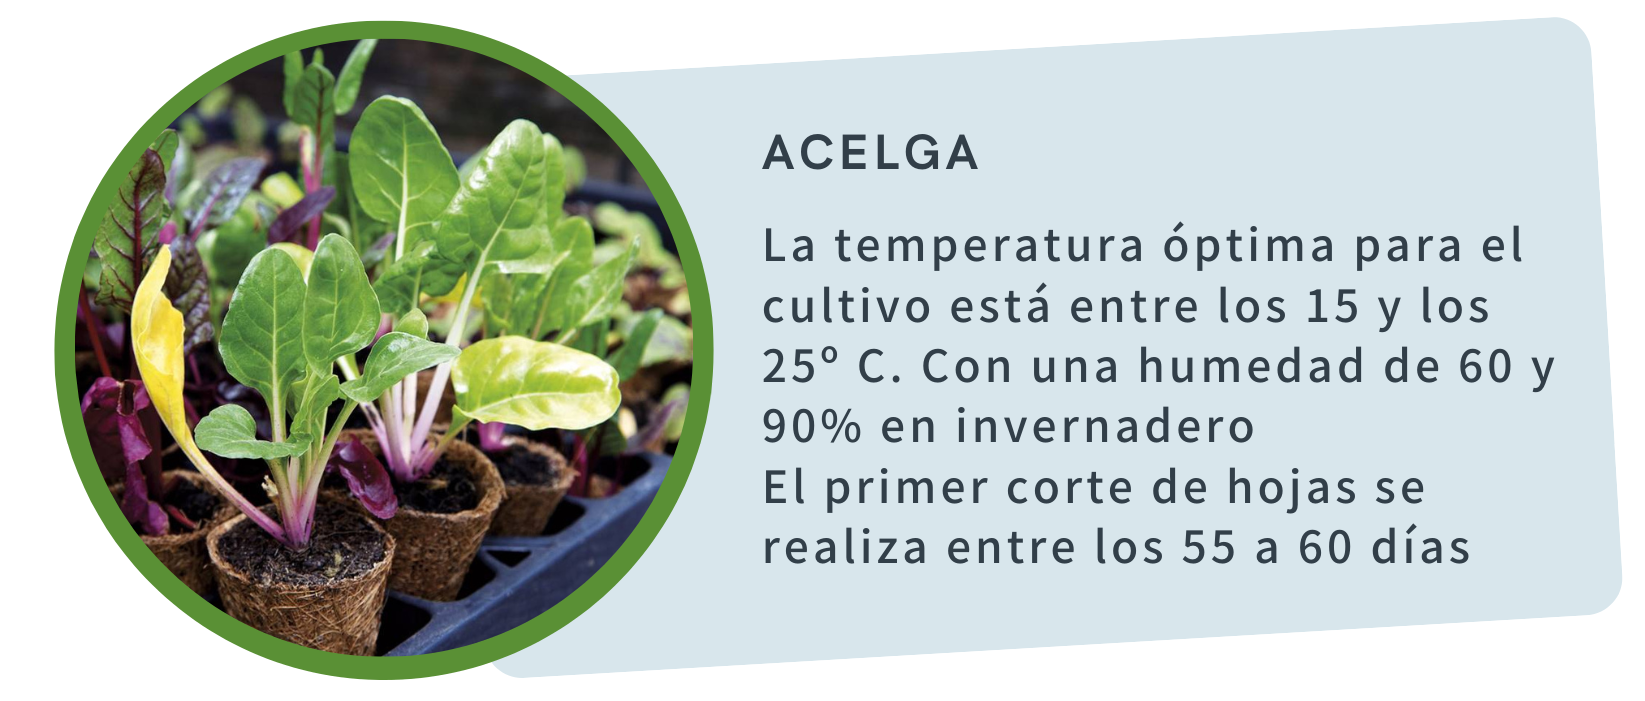 ACELGA
La temperatura óptima para el
cultivo está entre los 15 y los
25º C. Con una humedad de 60 y
90% en invernadero
El primer corte de hojas se
realiza entre los 55 a 60 días